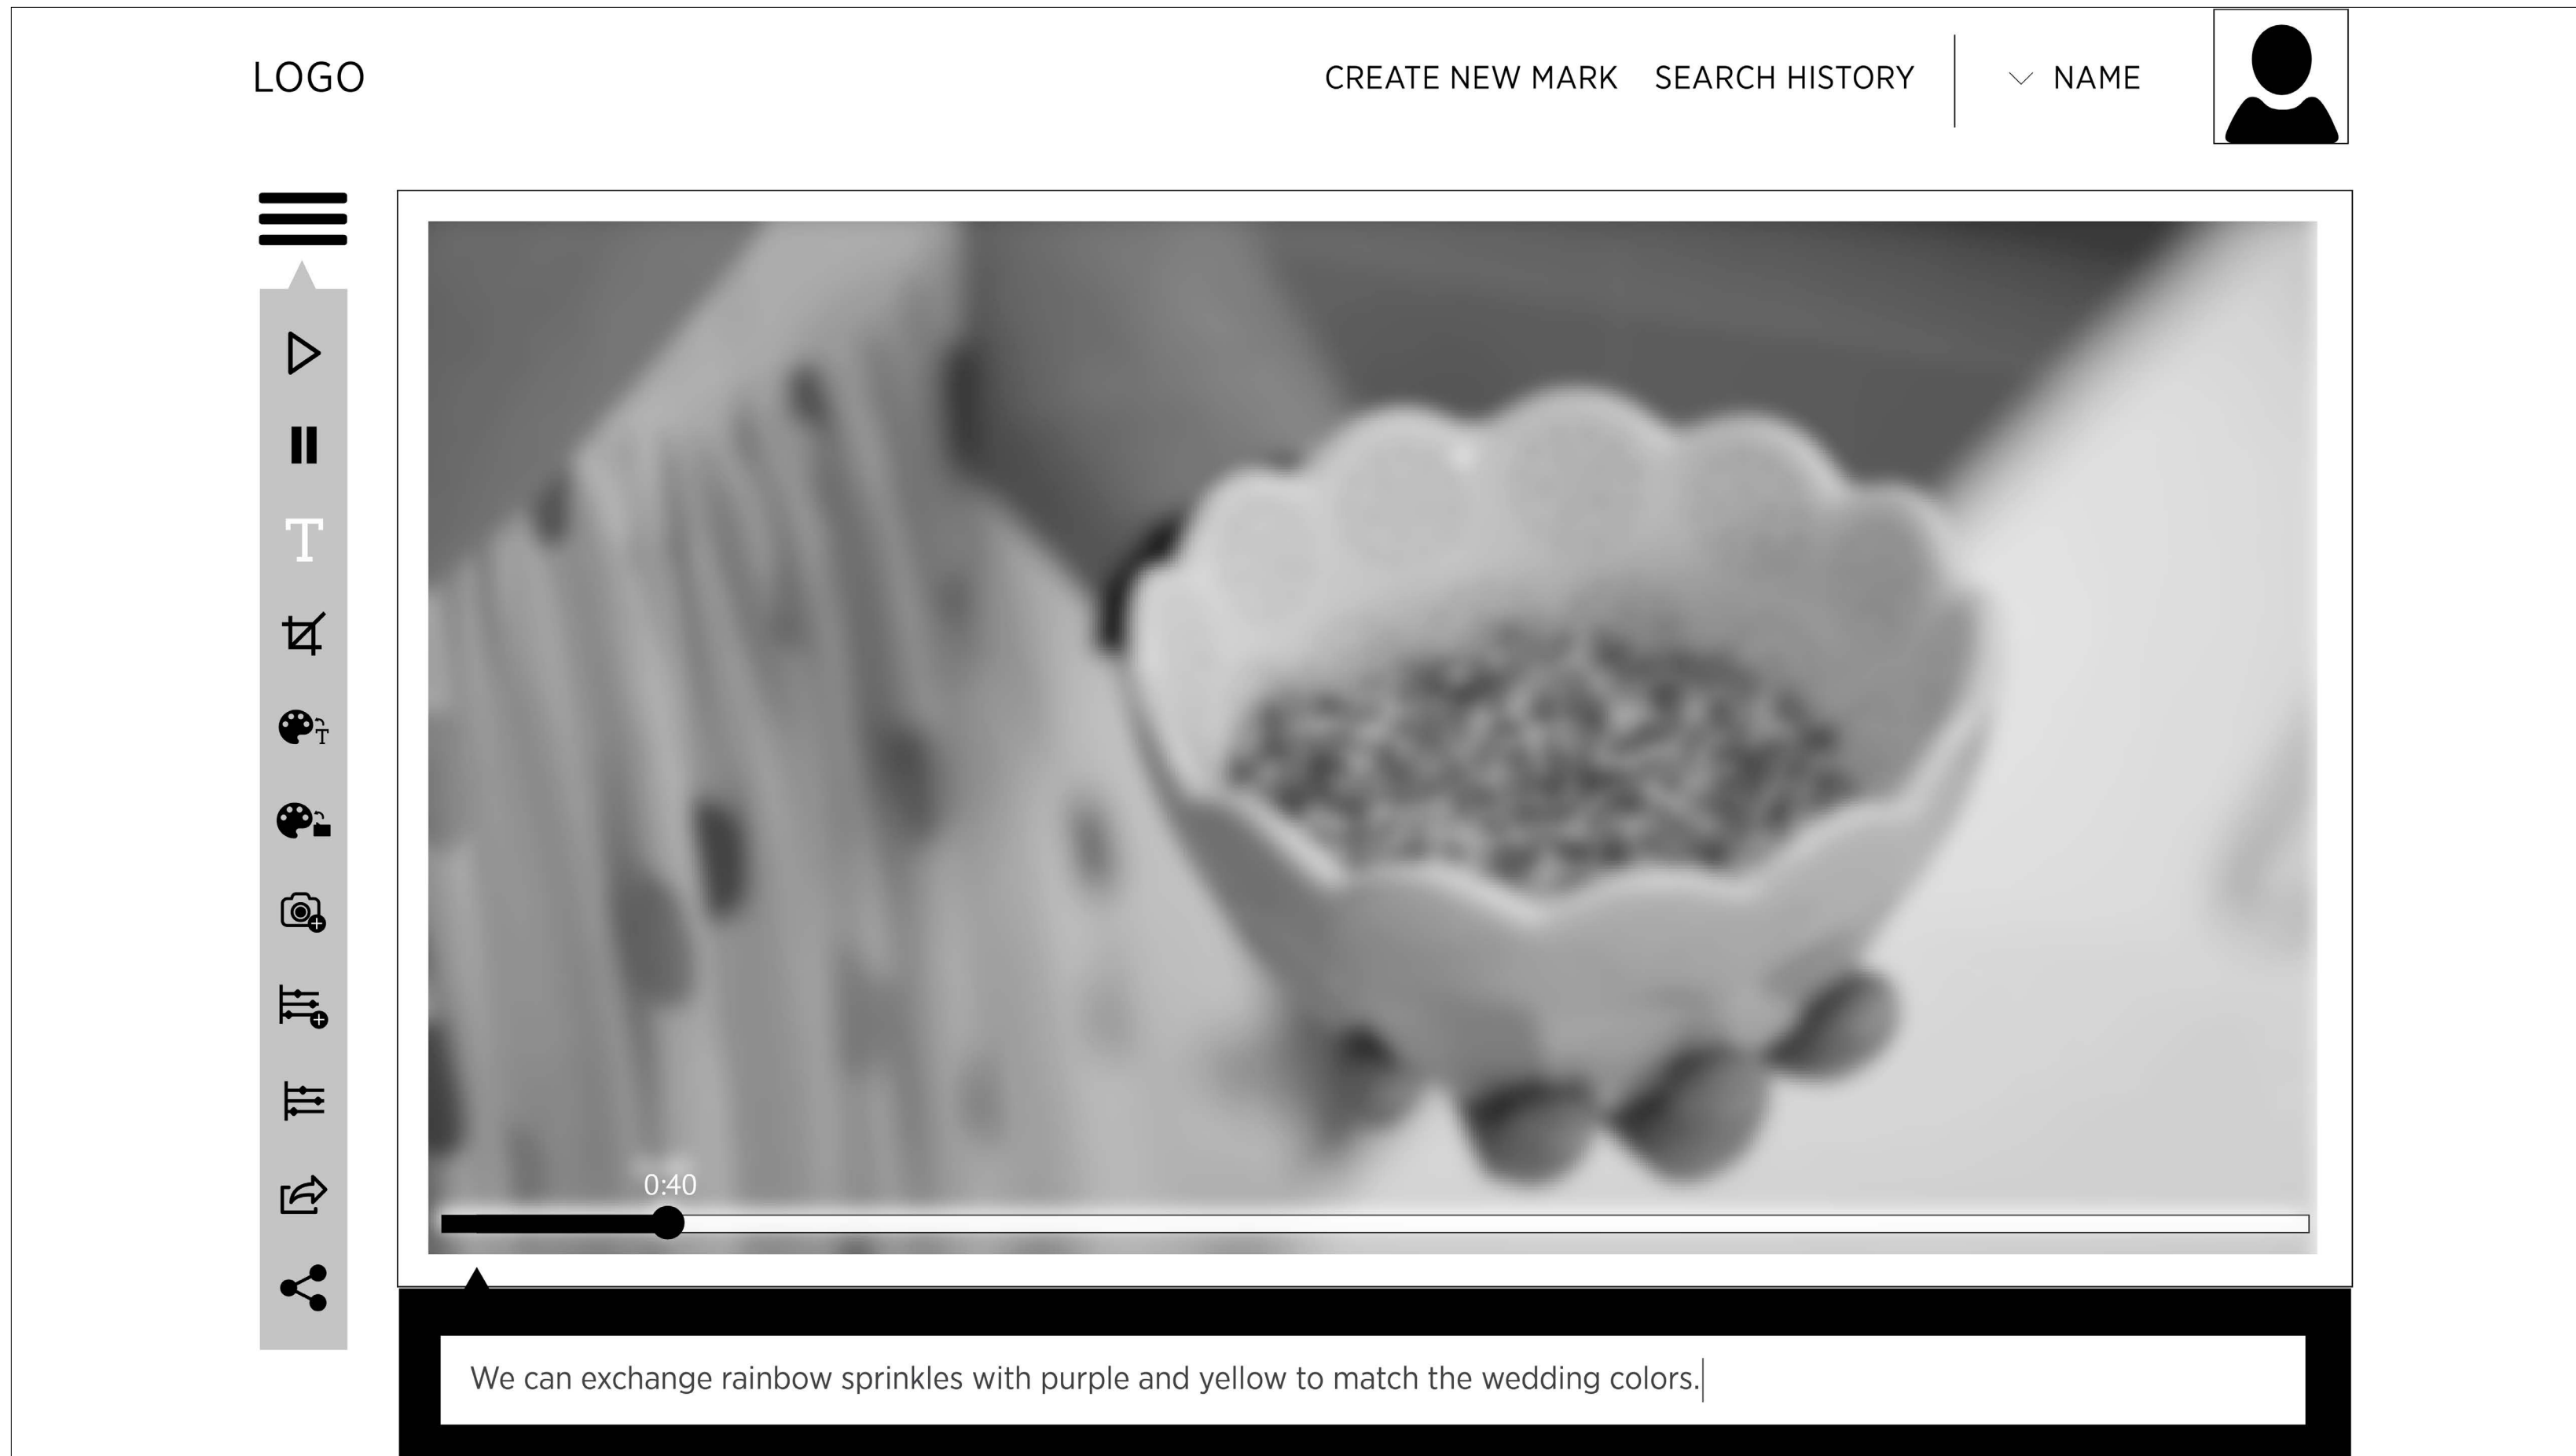 LOGO
CREATE NEW MARK SEARCH HISTORY NAME
T
T
0:40
We can exchange rainbow sprinkles with purple and yellow to match the wedding colors.